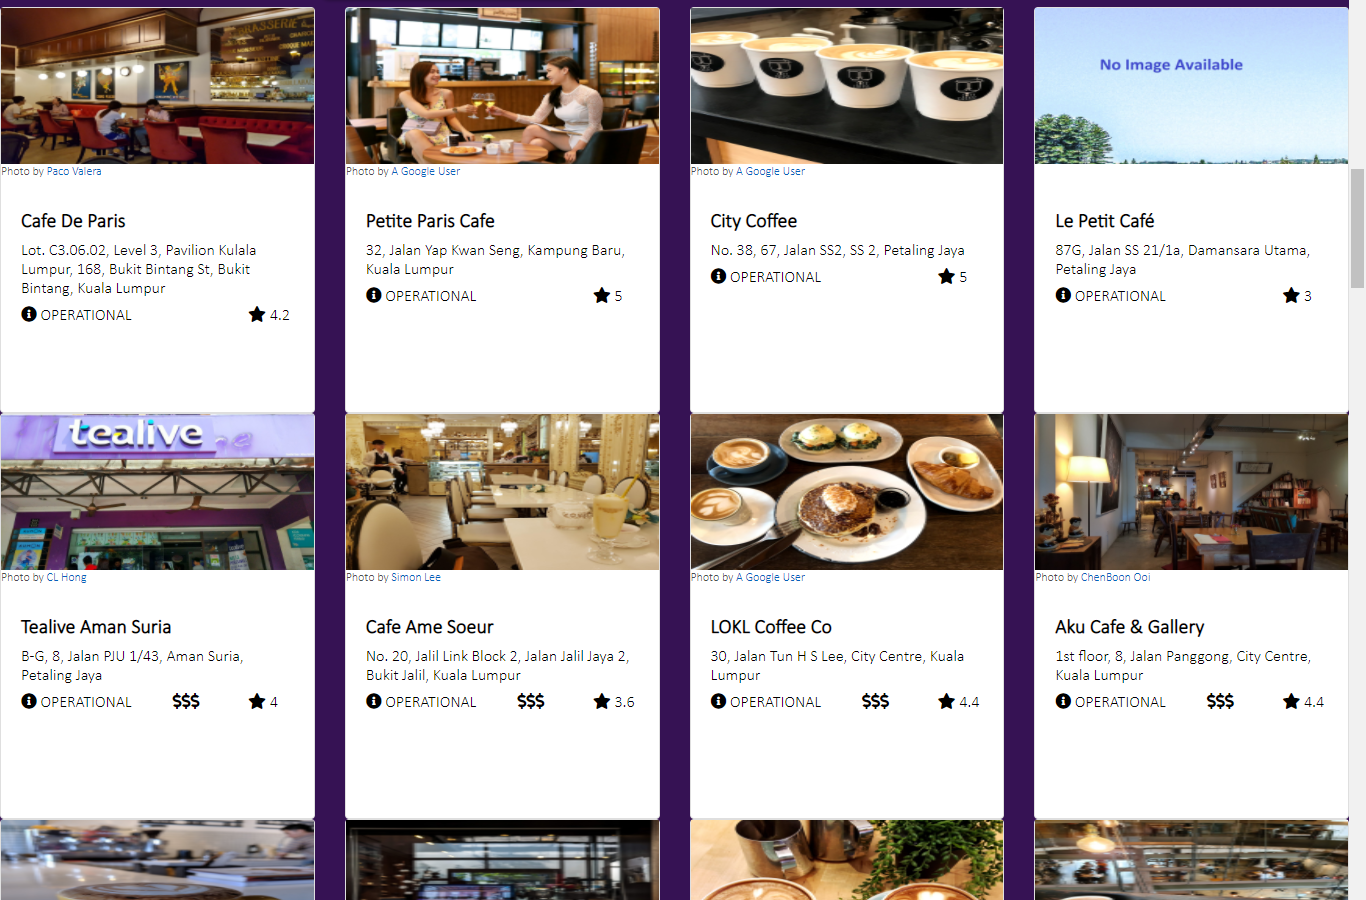 BRASSERIE
No Image Available
Photo by Paco Valera
Photo by A Google User
Photo by A Google User
Cafe De Paris
Petite Paris Cafe
City Coffee
Le Petit Café
Lot. C3.06.02, Level 3, Pavilion Kulala
Lumpur, 168, Bukit Bintang St, Bukit
Bintang, Kuala Lumpur
OPERATIONAL
4.2
32, Jalan Yap Kwan Seng, Kampung Baru,
Kuala Lumpur
OPERATIONAL
5
No. 38, 67, Jalan SS2, SS 2, Petaling Jaya
OPERATIONAL
5
87G, Jalan SS 21/1a, Damansara Utama,
Petaling Jaya
OPERATIONAL
3
tealive
Photo by CL Hong
Photo by Simon Lee
Photo by A Google User
Photo by ChenBoon Ooi
Tealive Aman Suria
Cafe Ame Soeur
LOKL Coffee Co
Aku Cafe & Gallery
B-G, 8, Jalan PJU 1/43, Aman Suria,
Petaling Jaya
OPERATIONAL $$$ 4
No. 20, Jalil Link Block 2, Jalan Jalil Jaya 2,
Bukit Jalil, Kuala Lumpur
OPERATIONAL $$$ 3.6
30, Jalan Tun H S Lee, City Centre, Kuala
Lumpur
OPERATIONAL $$$ 4.4
1st floor, 8, Jalan Panggong, City Centre,
Kuala Lumpur
OPERATIONAL $$$ 4.4